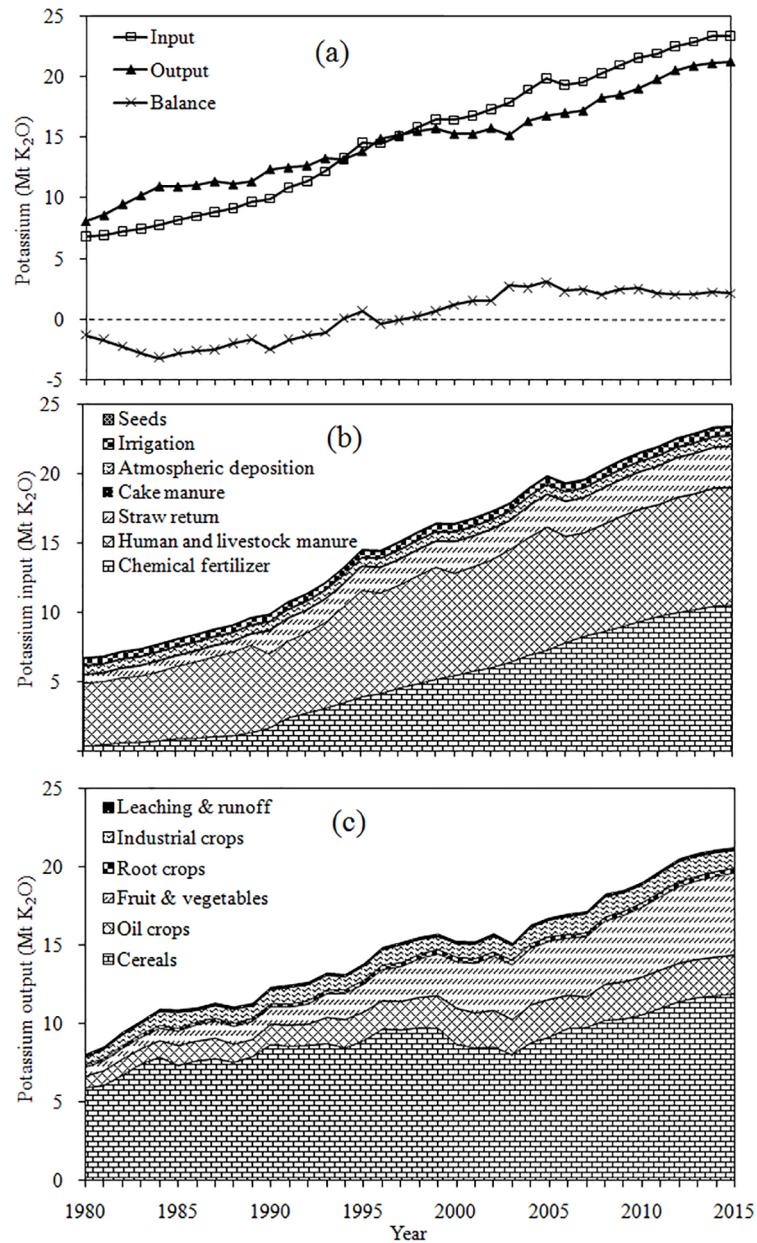 25
20
15
10
5
0
-5
Potassium (Mt K₂O)
(a)
Input
Output
Balance
25
20
15
10
5
Potassium input (Mt K₂O)
(b)
Seeds
Irrigation
Atmospheric deposition
Cake manure
Straw return
Human and livestock manure
Chemical fertilizer
25
20
15
10
5
0
Potassium output (Mt K₂O)
(c)
Leaching & runoff
Industrial crops
Root crops
Fruit & vegetables
Oil crops
Cereals
1980 1985 1990 1995 2000 2005 2010 2015
Year